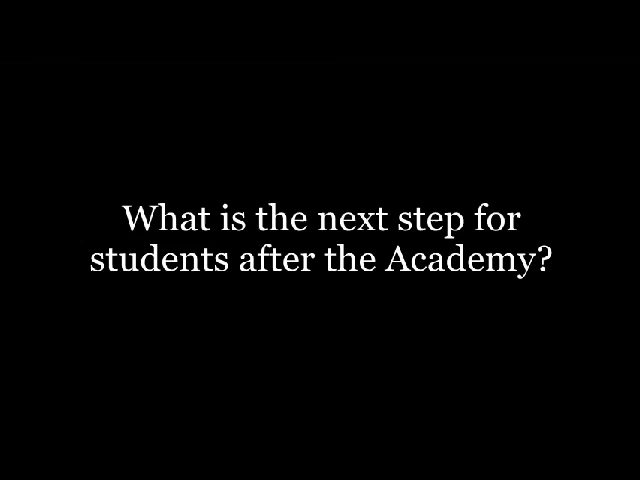 What is the next step for
students after the Academy?